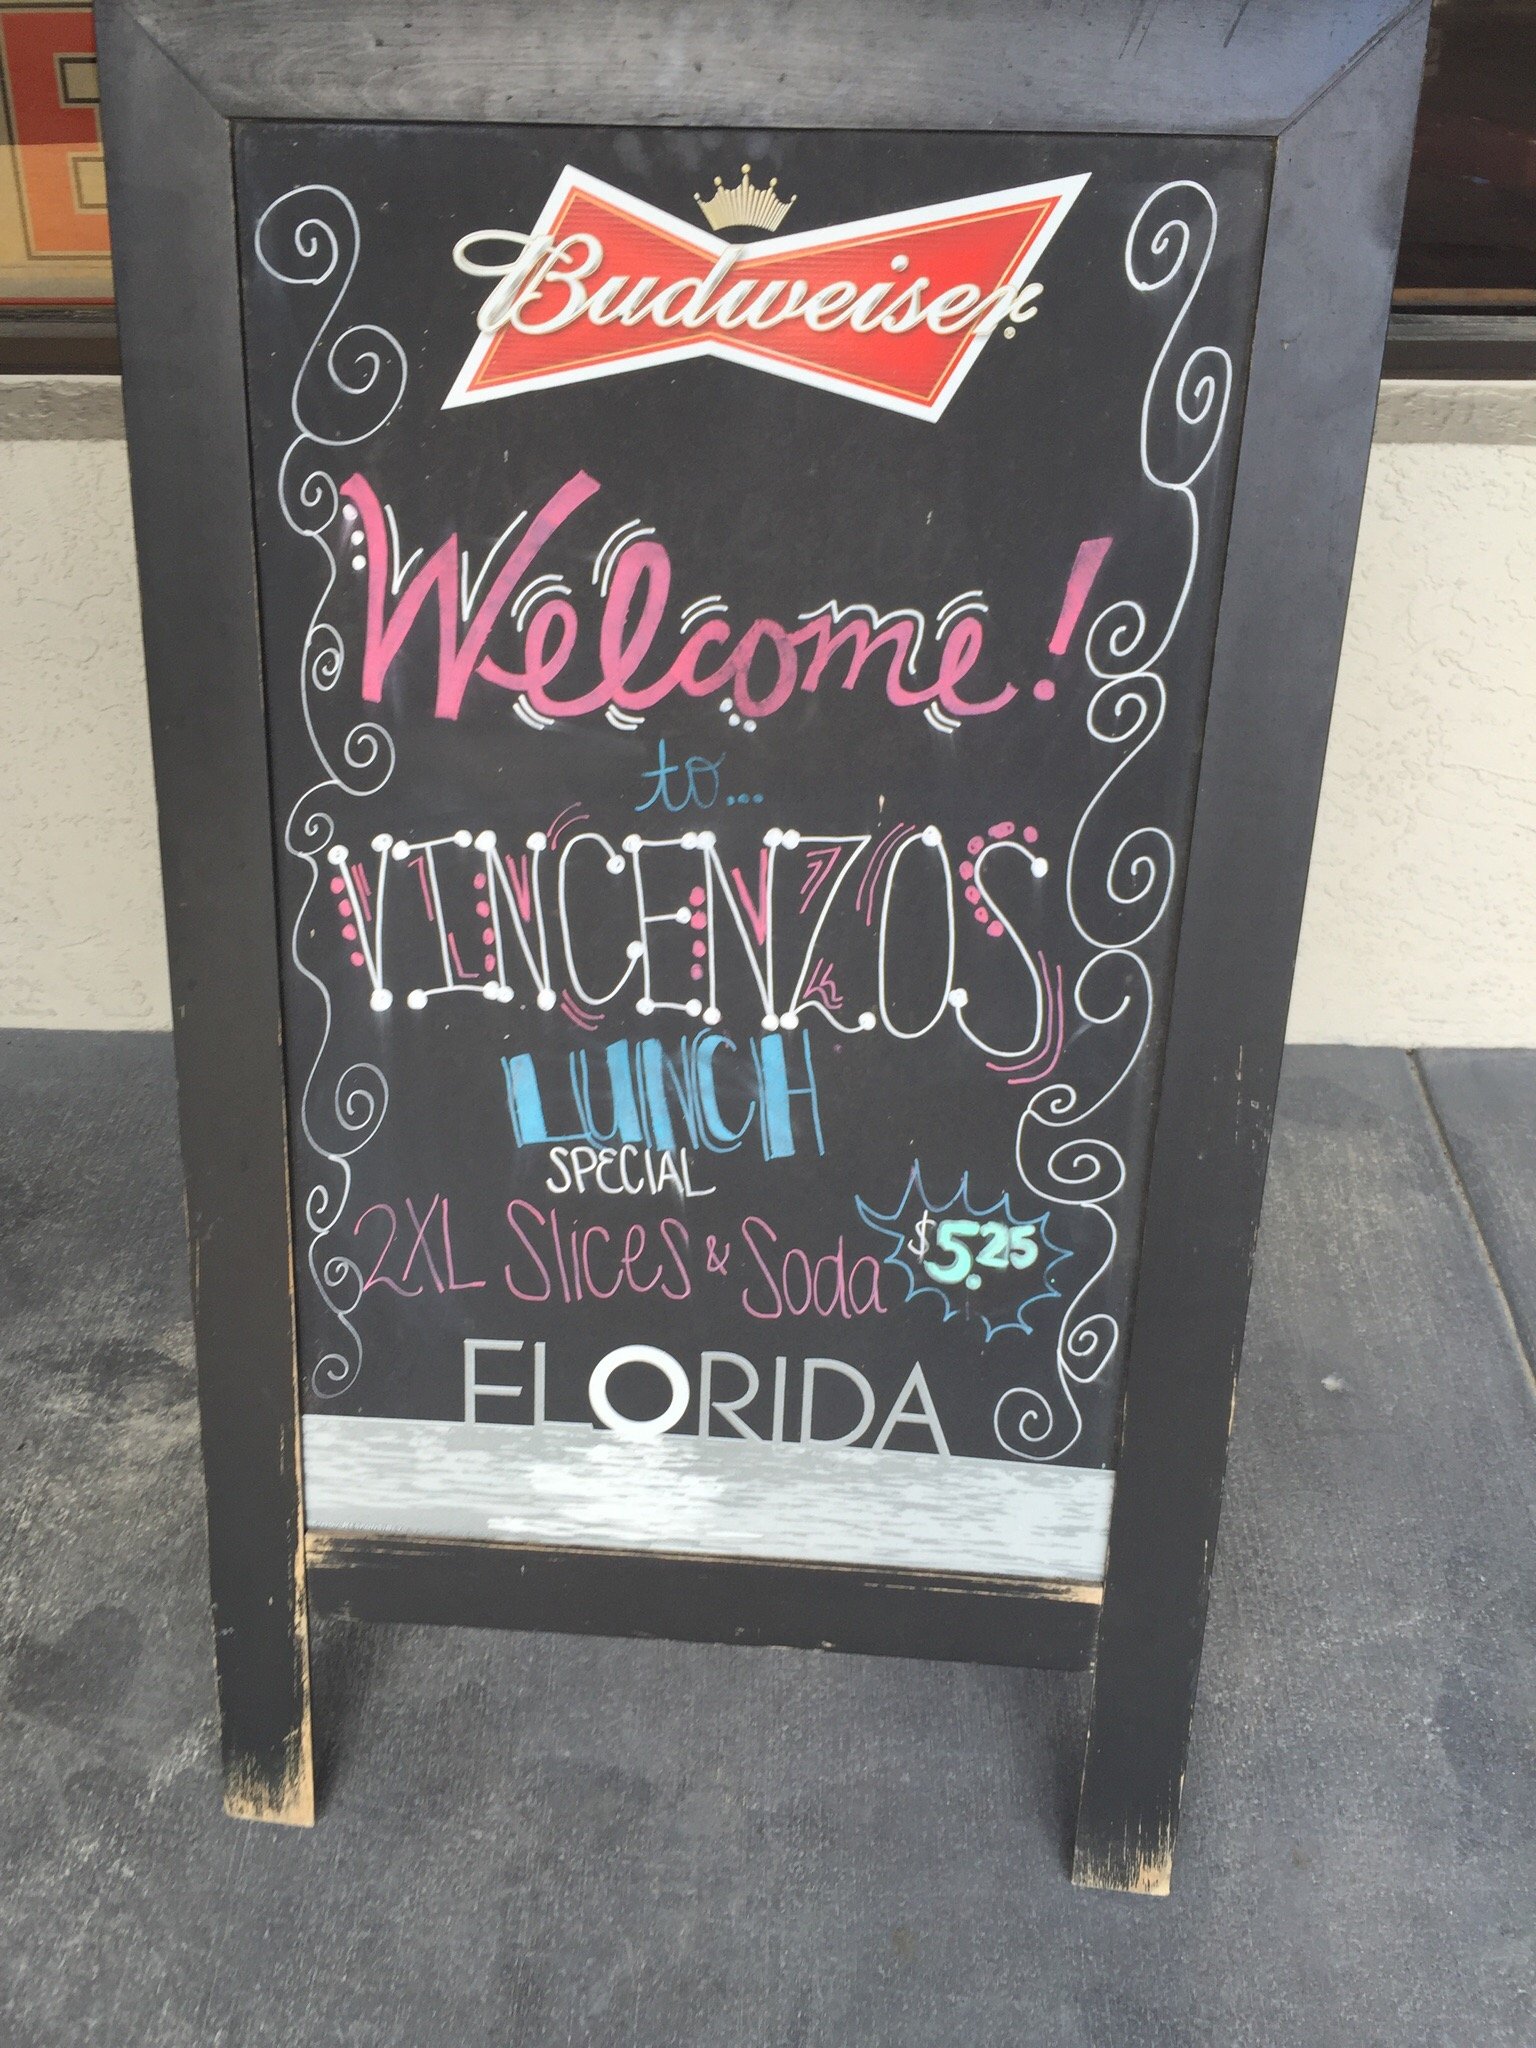 Budweiser
Welcome!
to...
VINCENZOS
LUNCH
SPECIAL
2XL Slices & Soda $5.25
FLORIDA